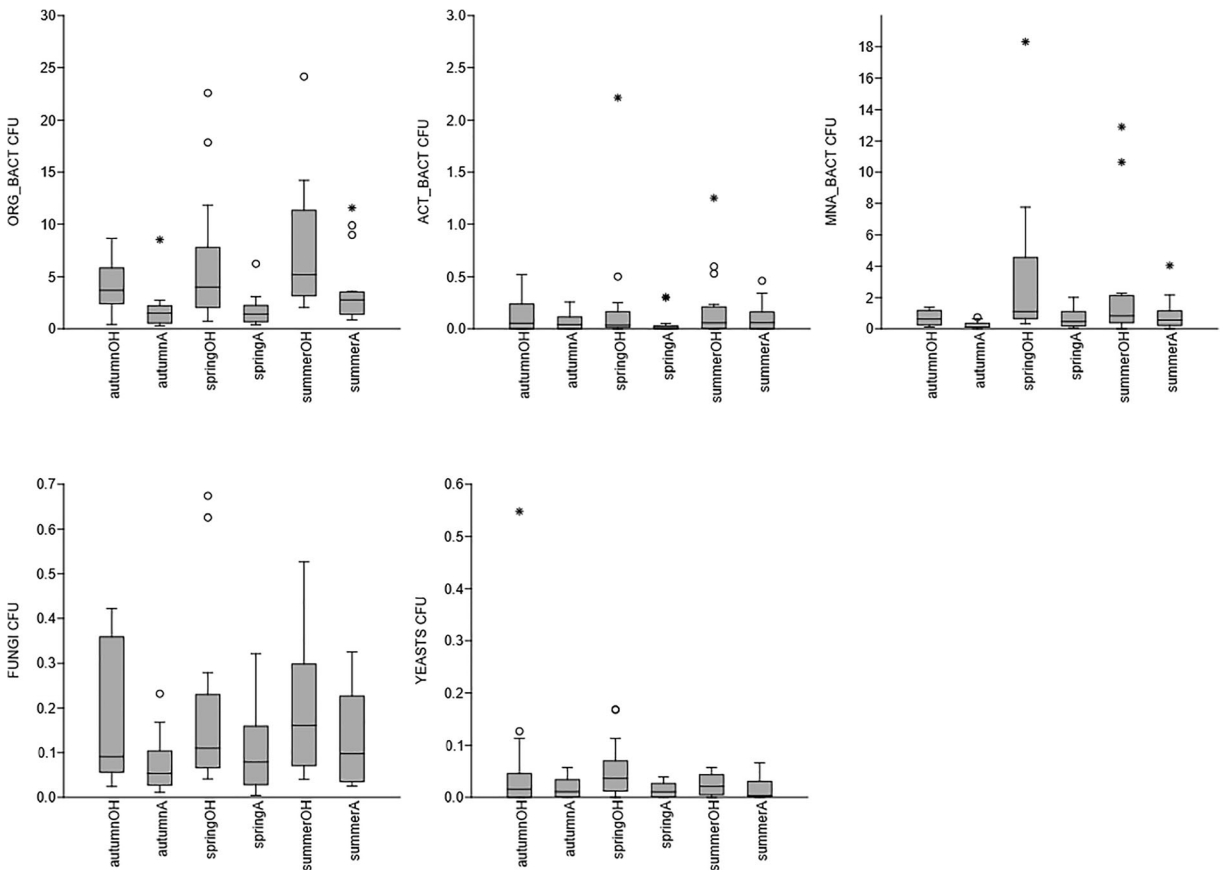 ORG_BACT CFU
30
25
20
15
10
5
0
autumnOH
autumnA
springOH
springA
summerOH
summerA
ACT_BACT CFU
3.0
2.5
2.0
1.5
1.0
0.5
0.0
autumnOH
autumnA
springOH
springA
summerOH
summerA
MNA_BACT CFU
18
16
14
12
10
8
6
4
2
0
autumnOH
autumnA
springOH
springA
summerOH
summerA
FUNGI CFU
0.7
0.6
0.5
0.4
0.3
0.2
0.1
0.0
autumnOH
autumnA
springOH
springA
summerOH
summerA
YEASTS CFU
0.6
0.5
0.4
0.3
0.2
0.1
0.0
autumnOH
autumnA
springOH
springA
summerOH
summerA